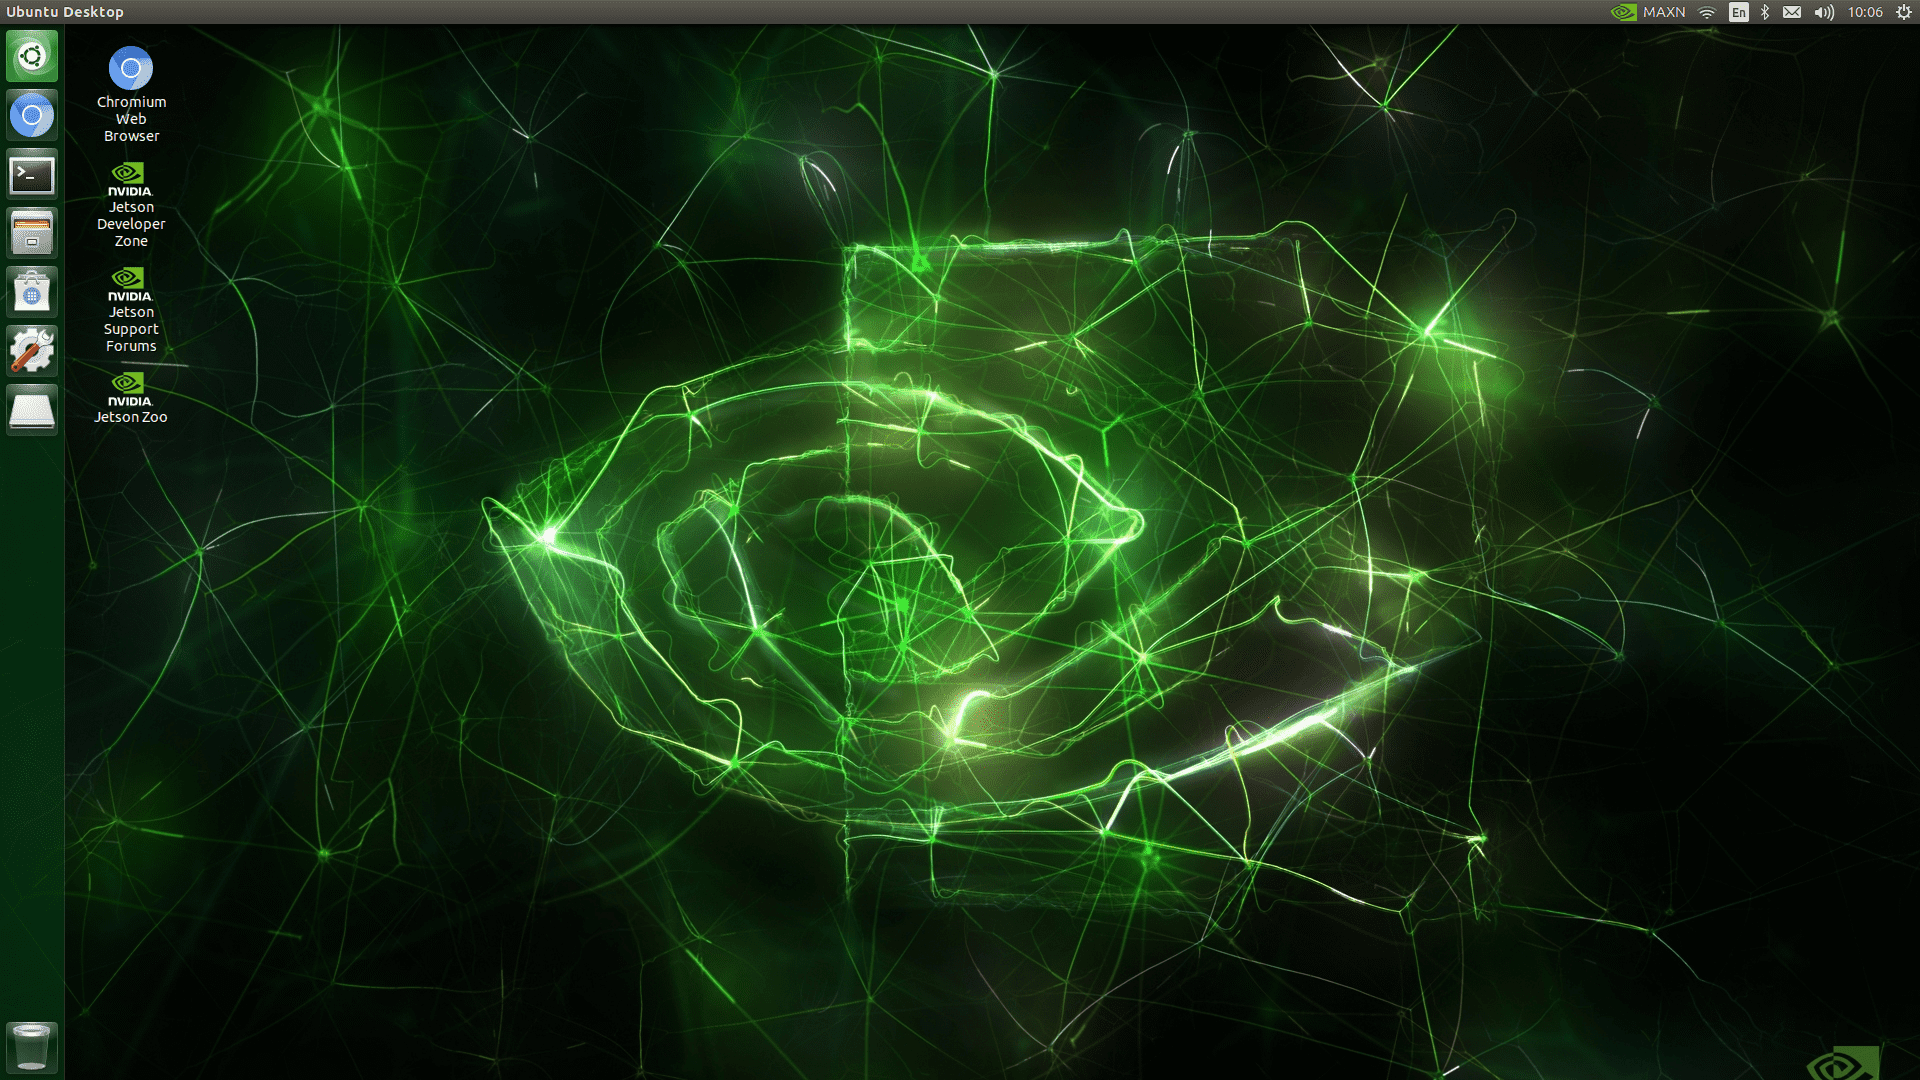 Ubuntu Desktop
MAXN
En
10:06
Chromium
Web
Browser
NVIDIA.
Jetson
Developer
Zone
NVIDIA.
Jetson
Support
Forums
NVIDIA.
Jetson Zoo